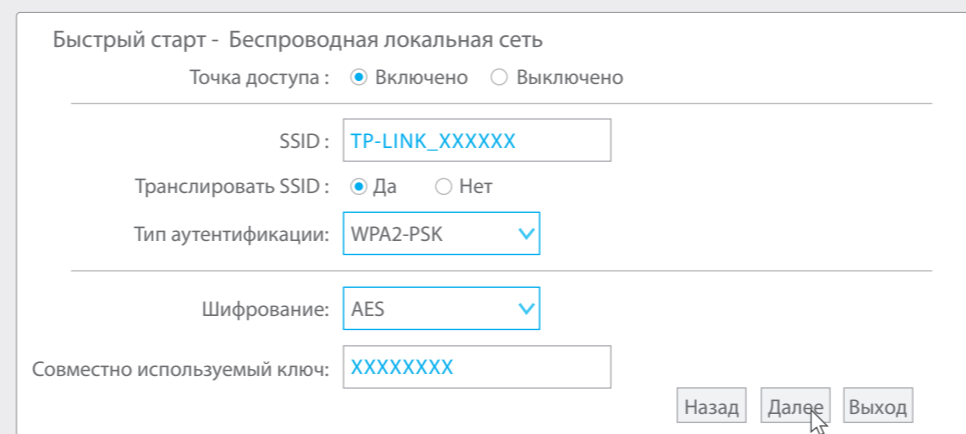 Быстрый старт - Беспроводная локальная сеть
Точка доступа : Включено Выключено
SSID : TP-LINK_XXXXXX
Транслировать SSID : Да Нет
Тип аутентификации: WPA2-PSK
Шифрование: AES
Совместно используемый ключ: XXXXXXXX
Назад Далее Выход